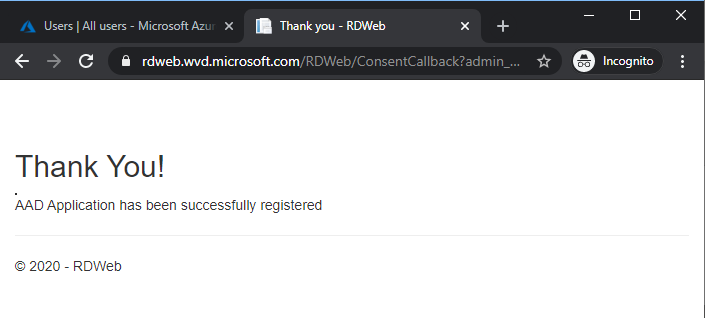 Users | All users - Microsoft Azur
Thank you - RDWeb
rdweb.wvd.microsoft.com/RDWeb/ConsentCallback?admin_...
Incognito
Thank You!
AAD Application has been successfully registered
© 2020 - RDWeb